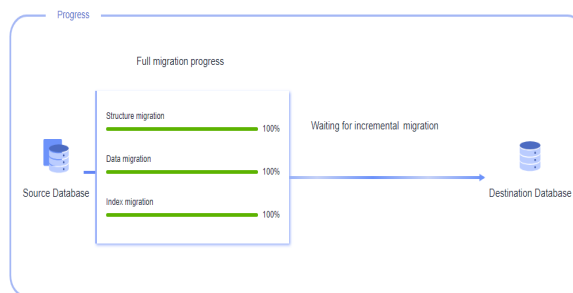 Progress
Full migration progress
Structure migration
100%
Waiting for incremental migration
Data migration
100%
Source Database
Destination Database
Index migration
100%